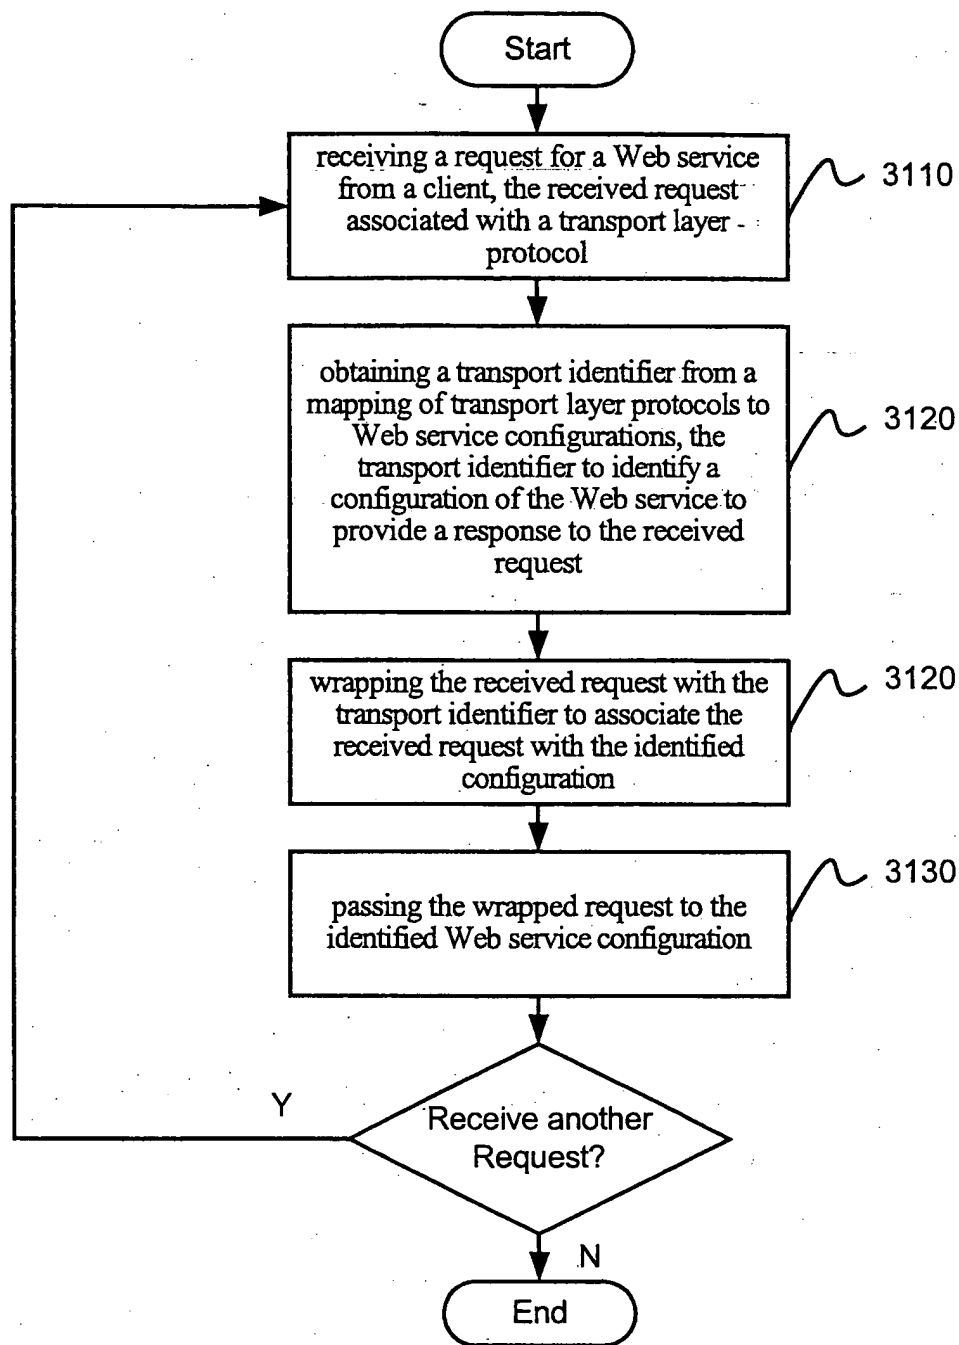 Start
receiving a request for a Web service
from a client, the received request
associated with a transport layer
protocol
3110
obtaining a transport identifier from a
mapping of transport layer protocols to
Web service configurations, the
transport identifier to identify a
configuration of the Web service to
provide a response to the received
request
3120
wrapping the received request with the
transport identifier to associate the
received request with the identified
configuration
3120
passing the wrapped request to the
identified Web service configuration
3130
Receive another
Request?
Y
N
End